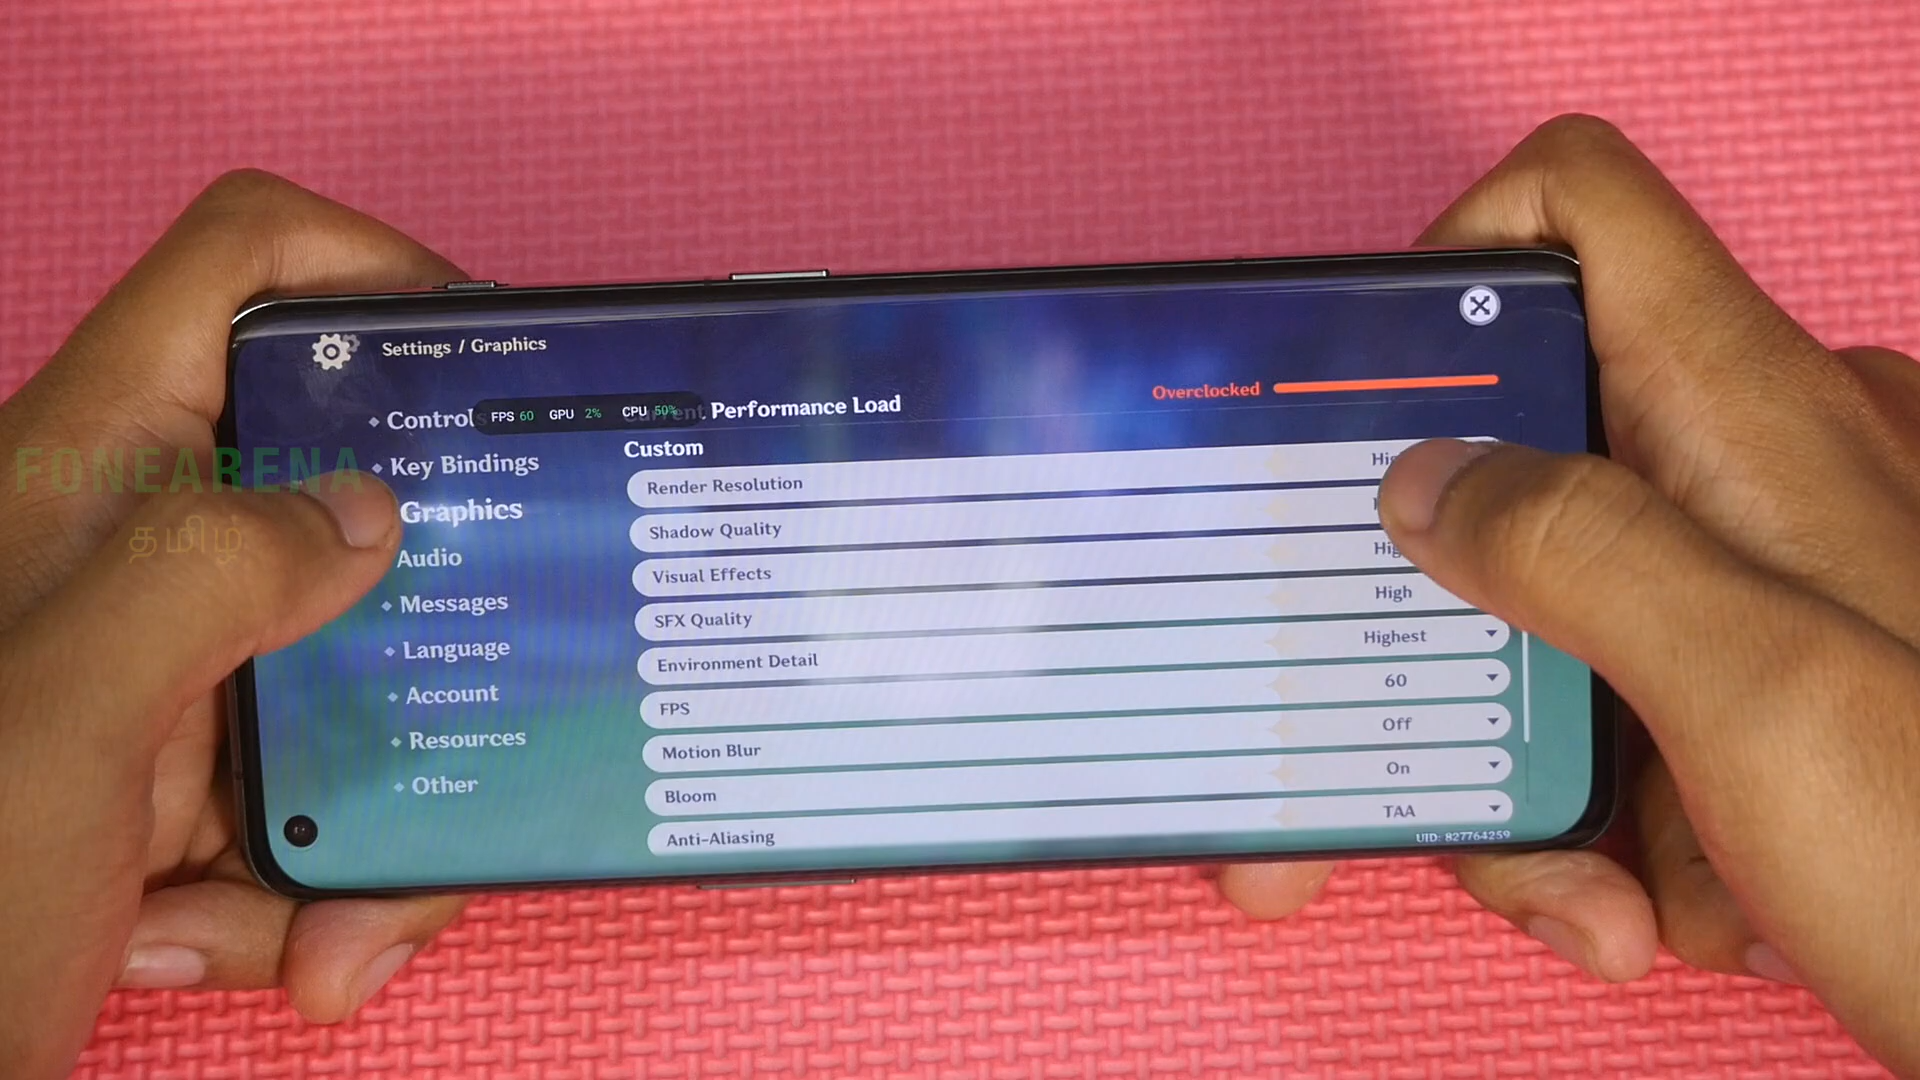 Settings / Graphics
Overclocked
FPS 60 GPU 2% CPU 50%
Performance Load
Controls
Custom
Key Bindings
Render Resolution
Graphics
Shadow Quality
Audio
Visual Effects
Messages
SFX Quality High
Language
Environment Detail Highest
Account
FPS 60
Resources
Motion Blur Off
Other
Bloom On
Anti-Aliasing TAA
UID: 827764259
FONEARENA
தமிழ்